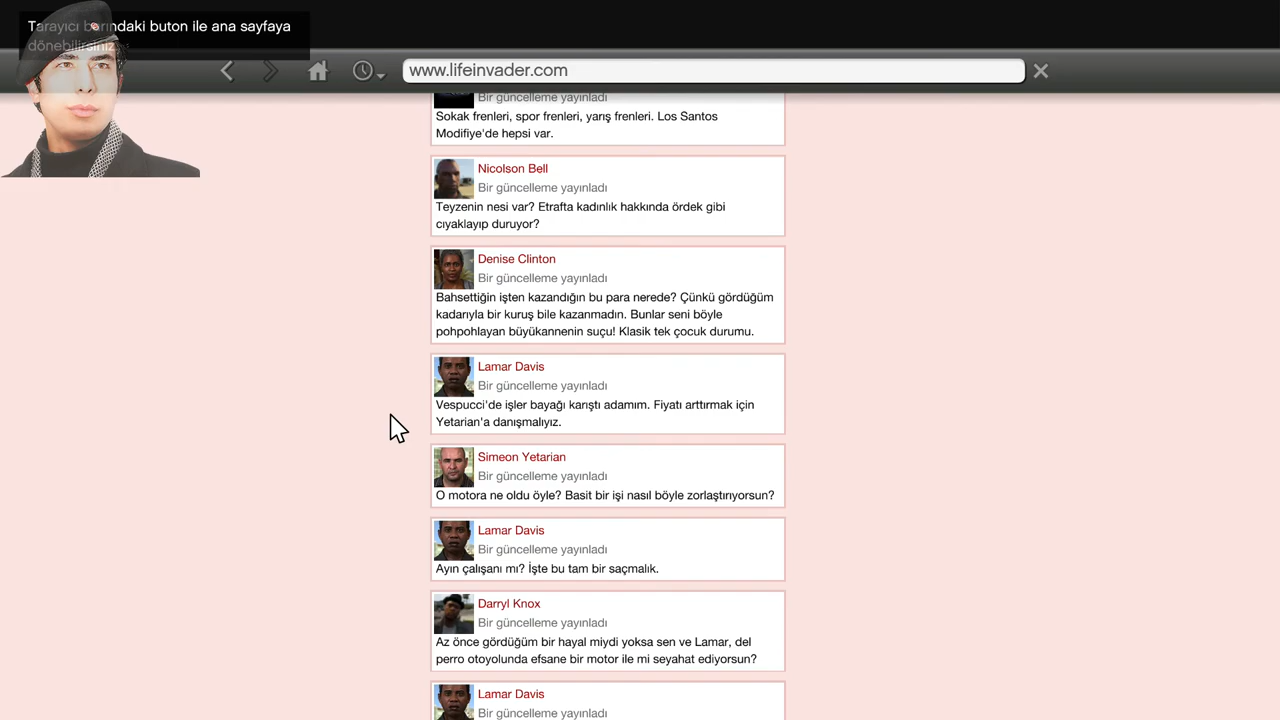 Tarayıcı barındaki buton ile ana sayfaya
dönebilirsiniz.
www.lifeinvader.com
Bir güncelleme yayınladı
Sokak frenleri, spor frenleri, yarış frenleri. Los Santos
Modifiye'de hepsi var.
Nicolson Bell
Bir güncelleme yayınladı
Teyzenin nesi var? Etrafta kadınlık hakkında ördek gibi
cıyaklayıp duruyor?
Denise Clinton
Bir güncelleme yayınladı
Bahsettiğin işten kazandığın bu para nerede? Çünkü gördüğüm
kadarıyla bir kuruş bile kazanmadın. Bunlar seni böyle
pohpohlayan büyükannenin suçu! Klasik tek çocuk durumu.
Lamar Davis
Bir güncelleme yayınladı
Vespucci'de işler bayağı karıştı adamım. Fiyatı arttırmak için
Yetarian'a danışmalıyız.
Simeon Yetarian
Bir güncelleme yayınladı
O motora ne oldu öyle? Basit bir işi nasıl böyle zorlaştırıyorsun?
Lamar Davis
Bir güncelleme yayınladı
Ayın çalışanı mı? İşte bu tam bir saçmalık.
Darryl Knox
Bir güncelleme yayınladı
Az önce gördüğüm bir hayal miydi yoksa sen ve Lamar, del
perro otoyolunda efsane bir motor ile mi seyahat ediyorsun?
Lamar Davis
Bir güncelleme yayınladı